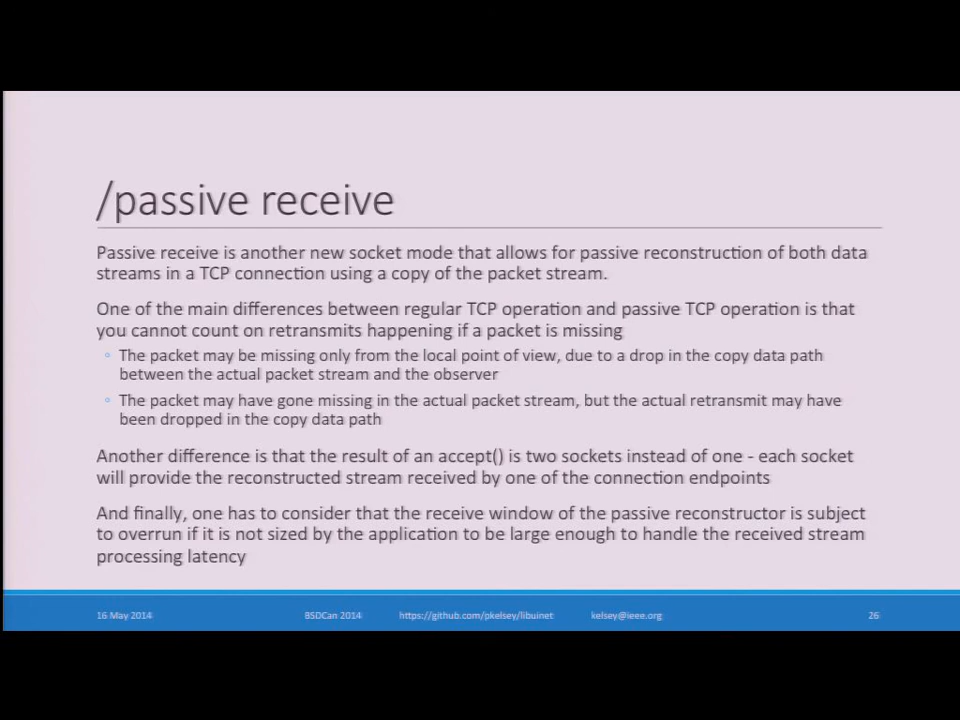 /passive receive
Passive receive is another new socket mode that allows for passive reconstruction of both data
streams in a TCP connection using a copy of the packet stream.
One of the main differences between regular TCP operation and passive TCP operation is that
you cannot count on retransmits happening if a packet is missing
◦ The packet may be missing only from the local point of view, due to a drop in the copy data path
between the actual packet stream and the observer
◦ The packet may have gone missing in the actual packet stream, but the actual retransmit may have
been dropped in the copy data path
Another difference is that the result of an accept() is two sockets instead of one - each socket
will provide the reconstructed stream received by one of the connection endpoints
And finally, one has to consider that the receive window of the passive reconstructor is subject
to overrun if it is not sized by the application to be large enough to handle the received stream
processing latency
16 May 2014 BSDCan 2014 https://github.com/pkelsey/libuinet kelsey@ieee.org 26